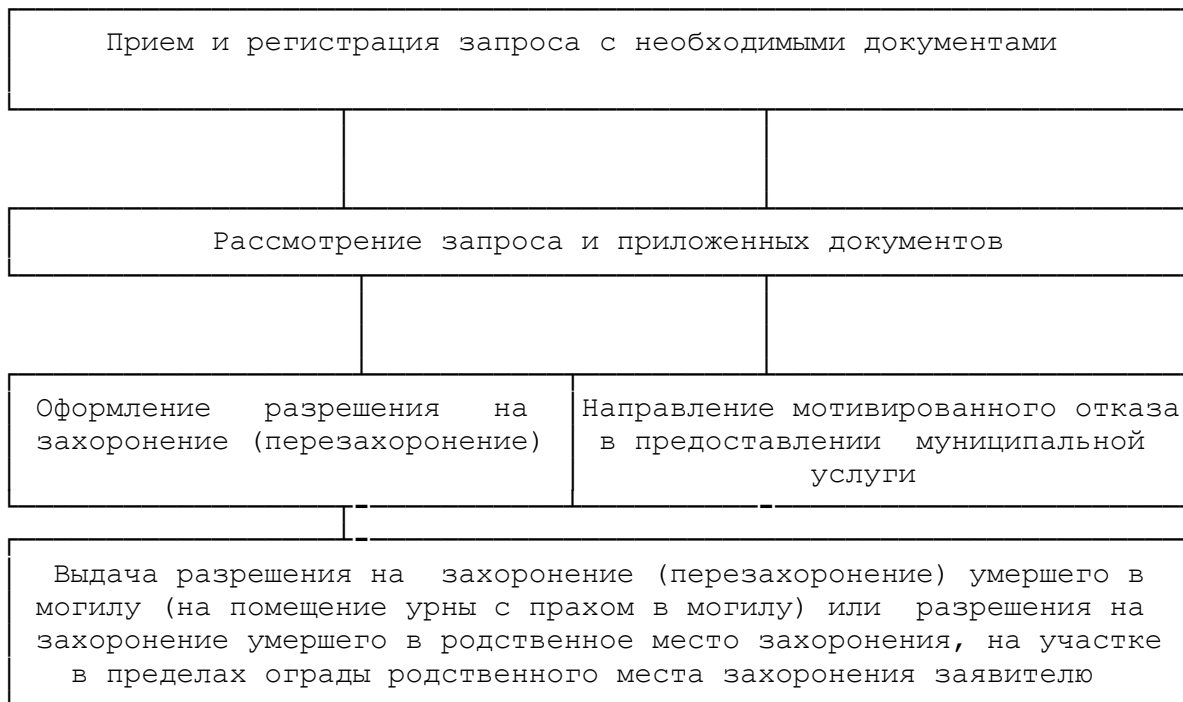 Прием и регистрация запроса с необходимыми документами
Рассмотрение запроса и приложенных документов
Оформление разрешения на
захоронение (перезахоронение)
Направление мотивированного отказа
в предоставлении муниципальной
услуги
Выдача разрешения на захоронение (перезахоронение) умершего в
могилу (на помещение урны с прахом в могилу) или разрешения на
захоронение умершего в родственное место захоронения, на участке
в пределах ограды родственного места захоронения заявителю